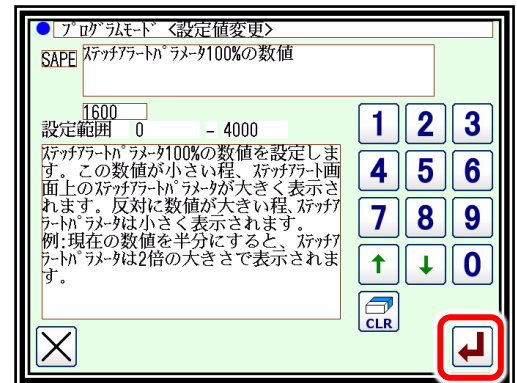 ﾌﾟﾛｸﾞﾗﾑﾓｰﾄﾞ <設定値変更>
SAPE ｽﾃｯﾁｱﾗｰﾄﾊﾟﾗﾒｰﾀ100%の数値
1600
設定範囲 0 - 4000
ｽﾃｯﾁｱﾗｰﾄﾊﾟﾗﾒｰﾀ100%の数値を設定しま
す。この数値が小さい程、ｽﾃｯﾁｱﾗｰﾄ画
面上のｽﾃｯﾁｱﾗｰﾄﾊﾟﾗﾒｰﾀが大きく表示さ
れます。反対に数値が大きい程、ｽﾃｯﾁｱ
ﾗｰﾄﾊﾟﾗﾒｰﾀは小さく表示されます。
例:現在の数値を半分にすると、ｽﾃｯﾁｱ
ﾗｰﾄﾊﾟﾗﾒｰﾀは2倍の大きさで表示されま
す。
1 2 3
4 5 6
7 8 9
↑ ↓ 0
CLR